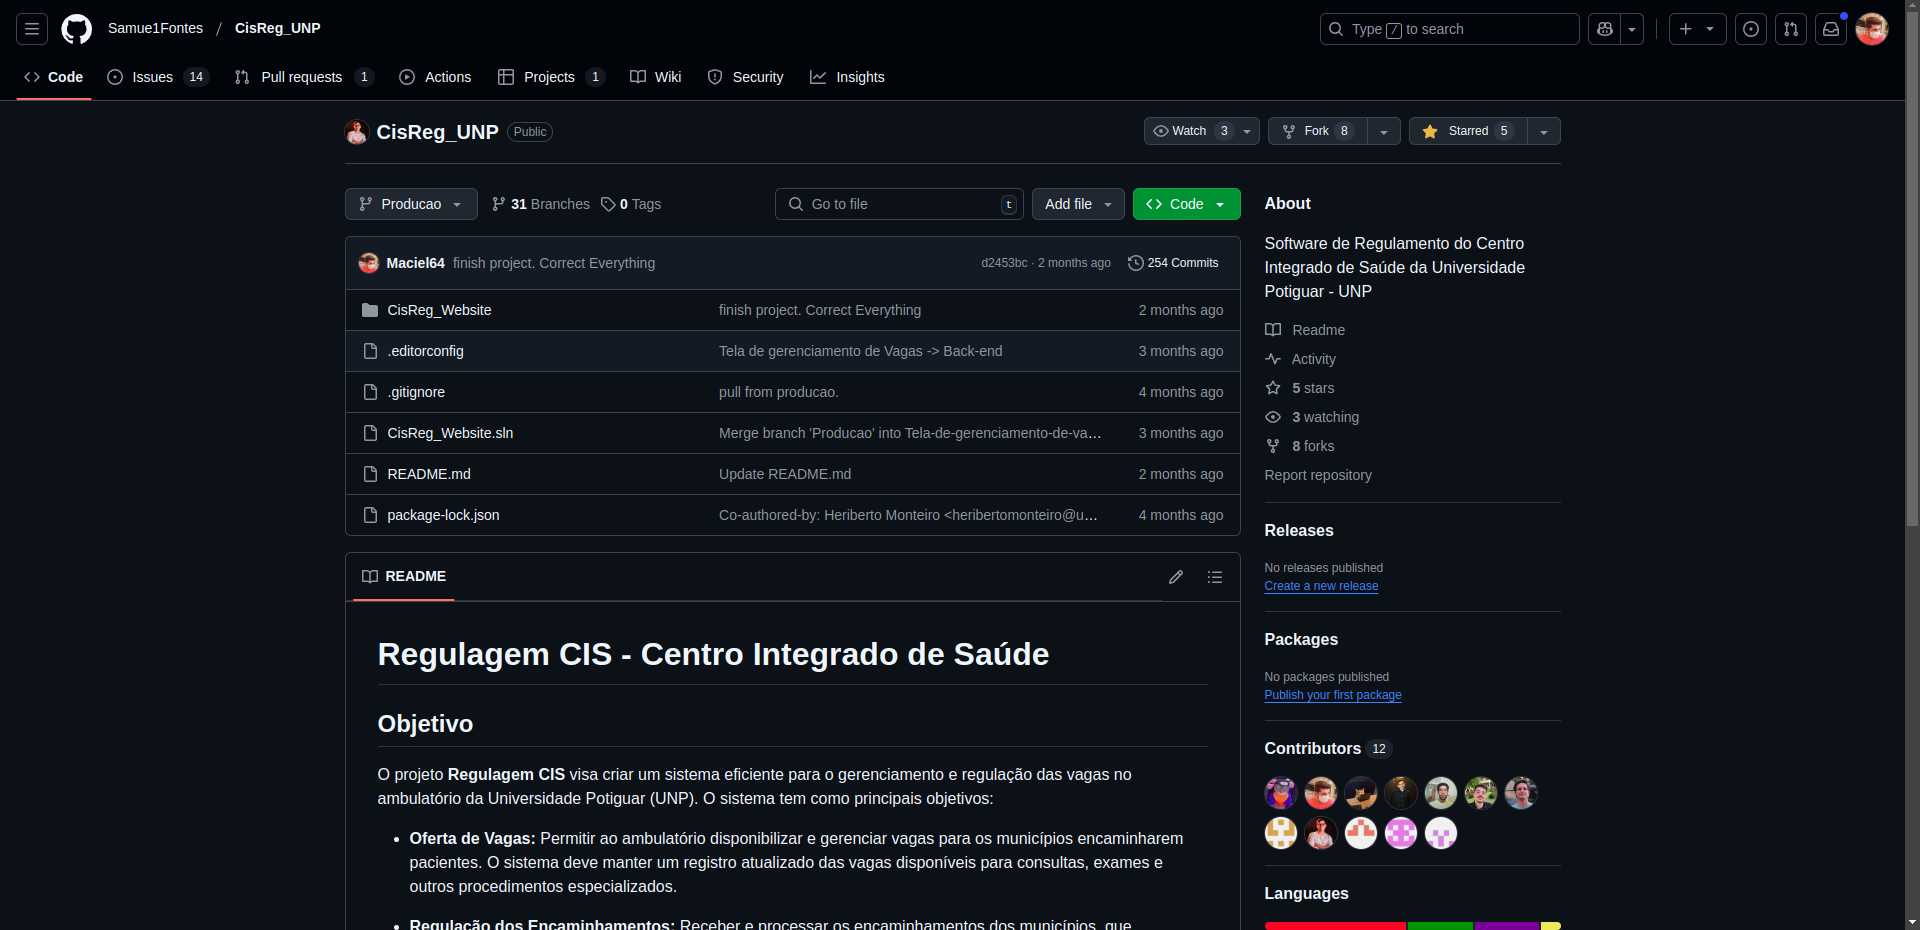 Samue1Fontes / CisReg_UNP
Type / to search
Code
Issues 14
Pull requests 1
Actions
Projects 1
Wiki
Security
Insights
CisReg_UNP Public
Watch 3
Fork 8
Starred 5
Producao
31 Branches
0 Tags
Go to file t
Add file
Code
Maciel64 finish project. Correct Everything d2453bc · 2 months ago 254 Commits
CisReg_Website finish project. Correct Everything 2 months ago
.editorconfig Tela de gerenciamento de Vagas -> Back-end 3 months ago
.gitignore pull from producao. 4 months ago
CisReg_Website.sln Merge branch 'Producao' into Tela-de-gerenciamento-de-va... 3 months ago
README.md Update README.md 2 months ago
package-lock.json Co-authored-by: Heriberto Monteiro <heribertomonteiro@u... 4 months ago
README
Regulagem CIS - Centro Integrado de Saúde
Objetivo
O projeto Regulagem CIS visa criar um sistema eficiente para o gerenciamento e regulação das vagas no
ambulatório da Universidade Potiguar (UNP). O sistema tem como principais objetivos:
• Oferta de Vagas: Permitir ao ambulatório disponibilizar e gerenciar vagas para os municípios encaminharem
pacientes. O sistema deve manter um registro atualizado das vagas disponíveis para consultas, exames e
outros procedimentos especializados.
• Regulação dos Encaminhamentos: Receber e processar os encaminhamentos dos municípios, que
About
Software de Regulamento do Centro
Integrado de Saúde da Universidade
Potiguar - UNP
Readme
Activity
5 stars
3 watching
8 forks
Report repository
Releases
No releases published
Create a new release
Packages
No packages published
Publish your first package
Contributors 12
Languages